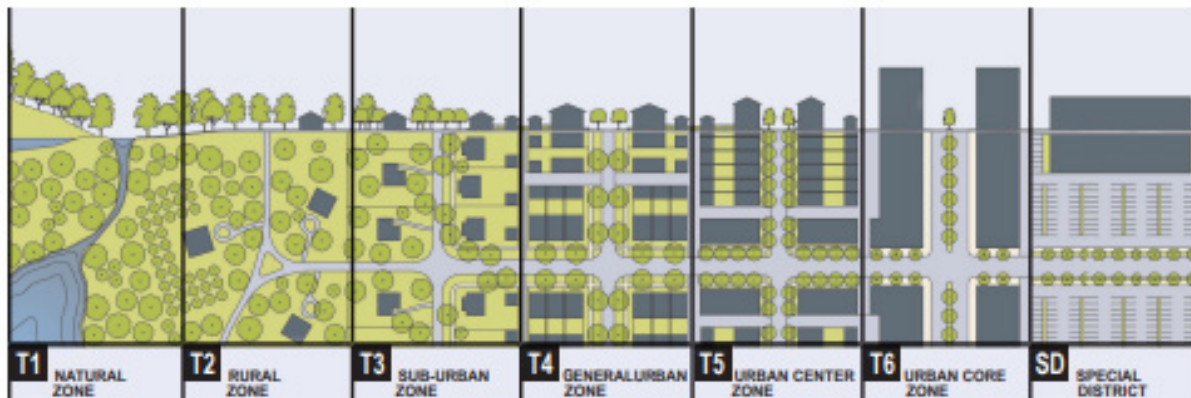 T1 NATURAL
ZONE
T2 RURAL
ZONE
T3 SUB-URBAN
ZONE
T4 GENERALURBAN
ZONE
T5 URBAN CENTER
ZONE
T6 URBAN CORE
ZONE
SD SPECIAL
DISTRICT